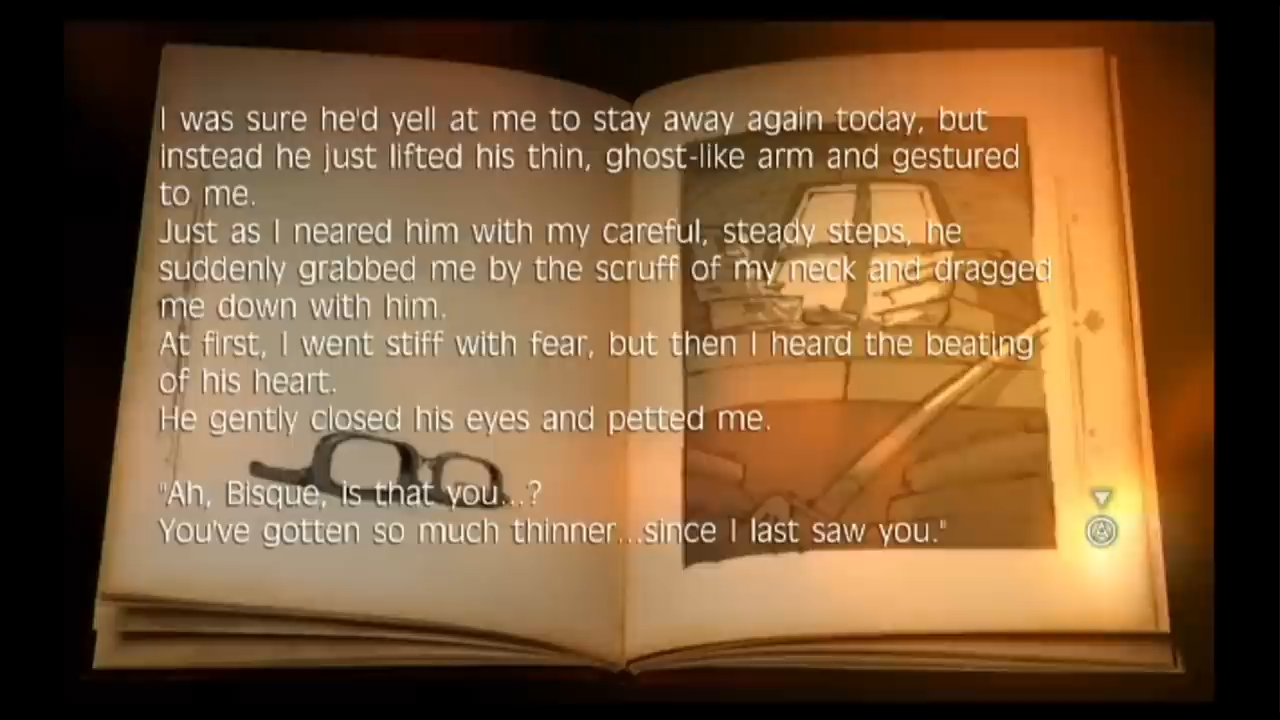 I was sure he'd yell at me to stay away again today, but
instead he just lifted his thin, ghost-like arm and gestured
to me.
Just as I neared him with my careful, steady steps, he
suddenly grabbed me by the scruff of my neck and dragged
me down with him.
At first, I went stiff with fear, but then I heard the beating
of his heart.
He gently closed his eyes and petted me.
"Ah, Bisque, is that you...?
You've gotten so much thinner...since I last saw you."
A